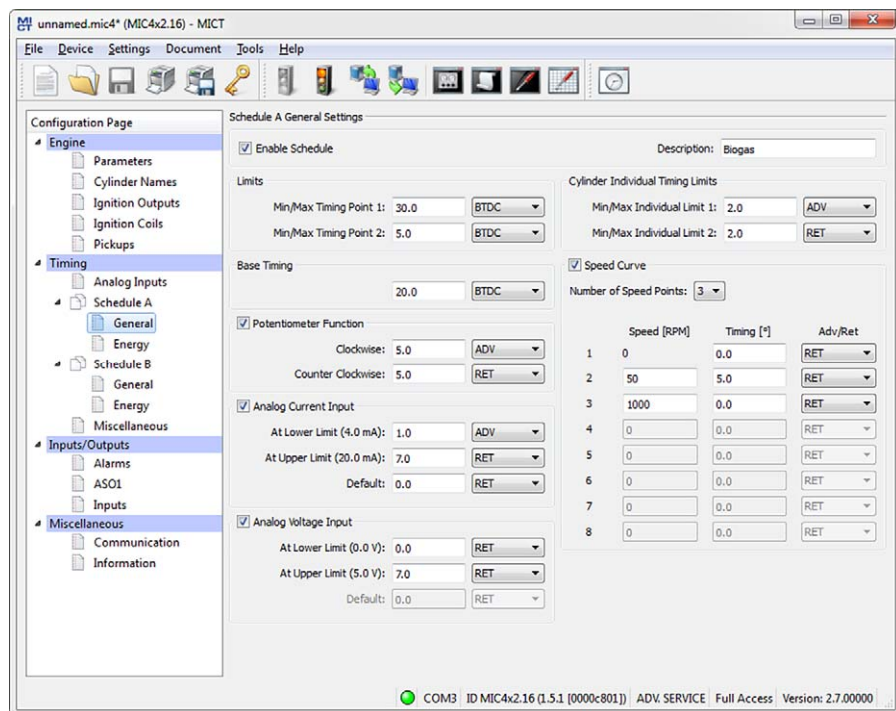 MICT unnamed.mic4* (MIC4x2.16) - MICT
File Device Settings Document Tools Help
Configuration Page
Engine
Parameters
Cylinder Names
Ignition Outputs
Ignition Coils
Pickups
Timing
Analog Inputs
Schedule A
General
Energy
Schedule B
General
Energy
Miscellaneous
Inputs/Outputs
Alarms
ASO1
Inputs
Miscellaneous
Communication
Information
Schedule A General Settings
Enable Schedule Description: Biogas
Limits
Min/Max Timing Point 1: 30.0 BTDC
Min/Max Timing Point 2: 5.0 BTDC
Base Timing
20.0 BTDC
Potentiometer Function
Clockwise: 5.0 ADV
Counter Clockwise: 5.0 RET
Analog Current Input
At Lower Limit (4.0 mA): 1.0 ADV
At Upper Limit (20.0 mA): 7.0 RET
Default: 0.0 RET
Analog Voltage Input
At Lower Limit (0.0 V): 0.0 RET
At Upper Limit (5.0 V): 7.0 RET
Default: 0.0 RET
Cylinder Individual Timing Limits
Min/Max Individual Limit 1: 2.0 ADV
Min/Max Individual Limit 2: 2.0 RET
Speed Curve
Number of Speed Points: 3
Speed [RPM] Timing [°] Adv/Ret
1 0 0.0 RET
2 50 5.0 RET
3 1000 0.0 RET
4 0 0.0 RET
5 0 0.0 RET
6 0 0.0 RET
7 0 0.0 RET
8 0 0.0 RET
COM3 ID MIC4x2.16 (1.5.1 [0000c801]) ADV. SERVICE Full Access Version: 2.7.00000